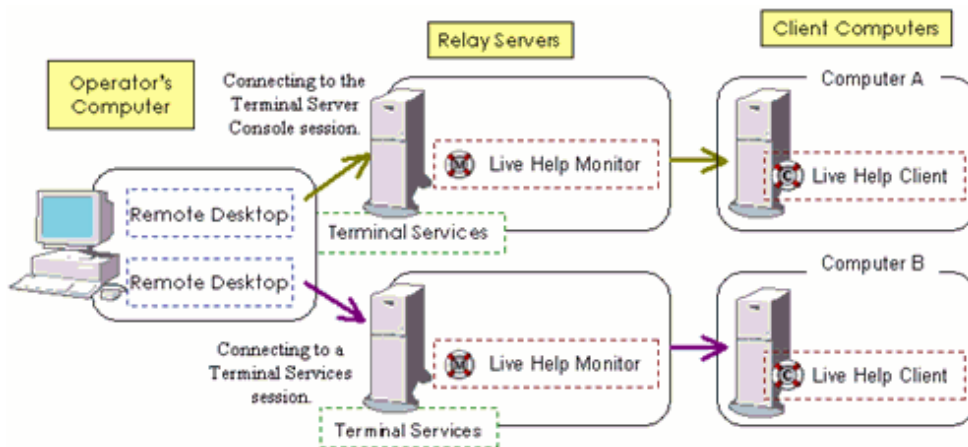 Relay Servers
Client Computers
Operator's
Computer
Connecting to the
Terminal Server
Console session.
Computer A
M
Live Help Monitor
C
Live Help Client
Remote Desktop
Terminal Services
Remote Desktop
Computer B
Connecting to a
Terminal Services
session.
M
Live Help Monitor
C
Live Help Client
Terminal Services